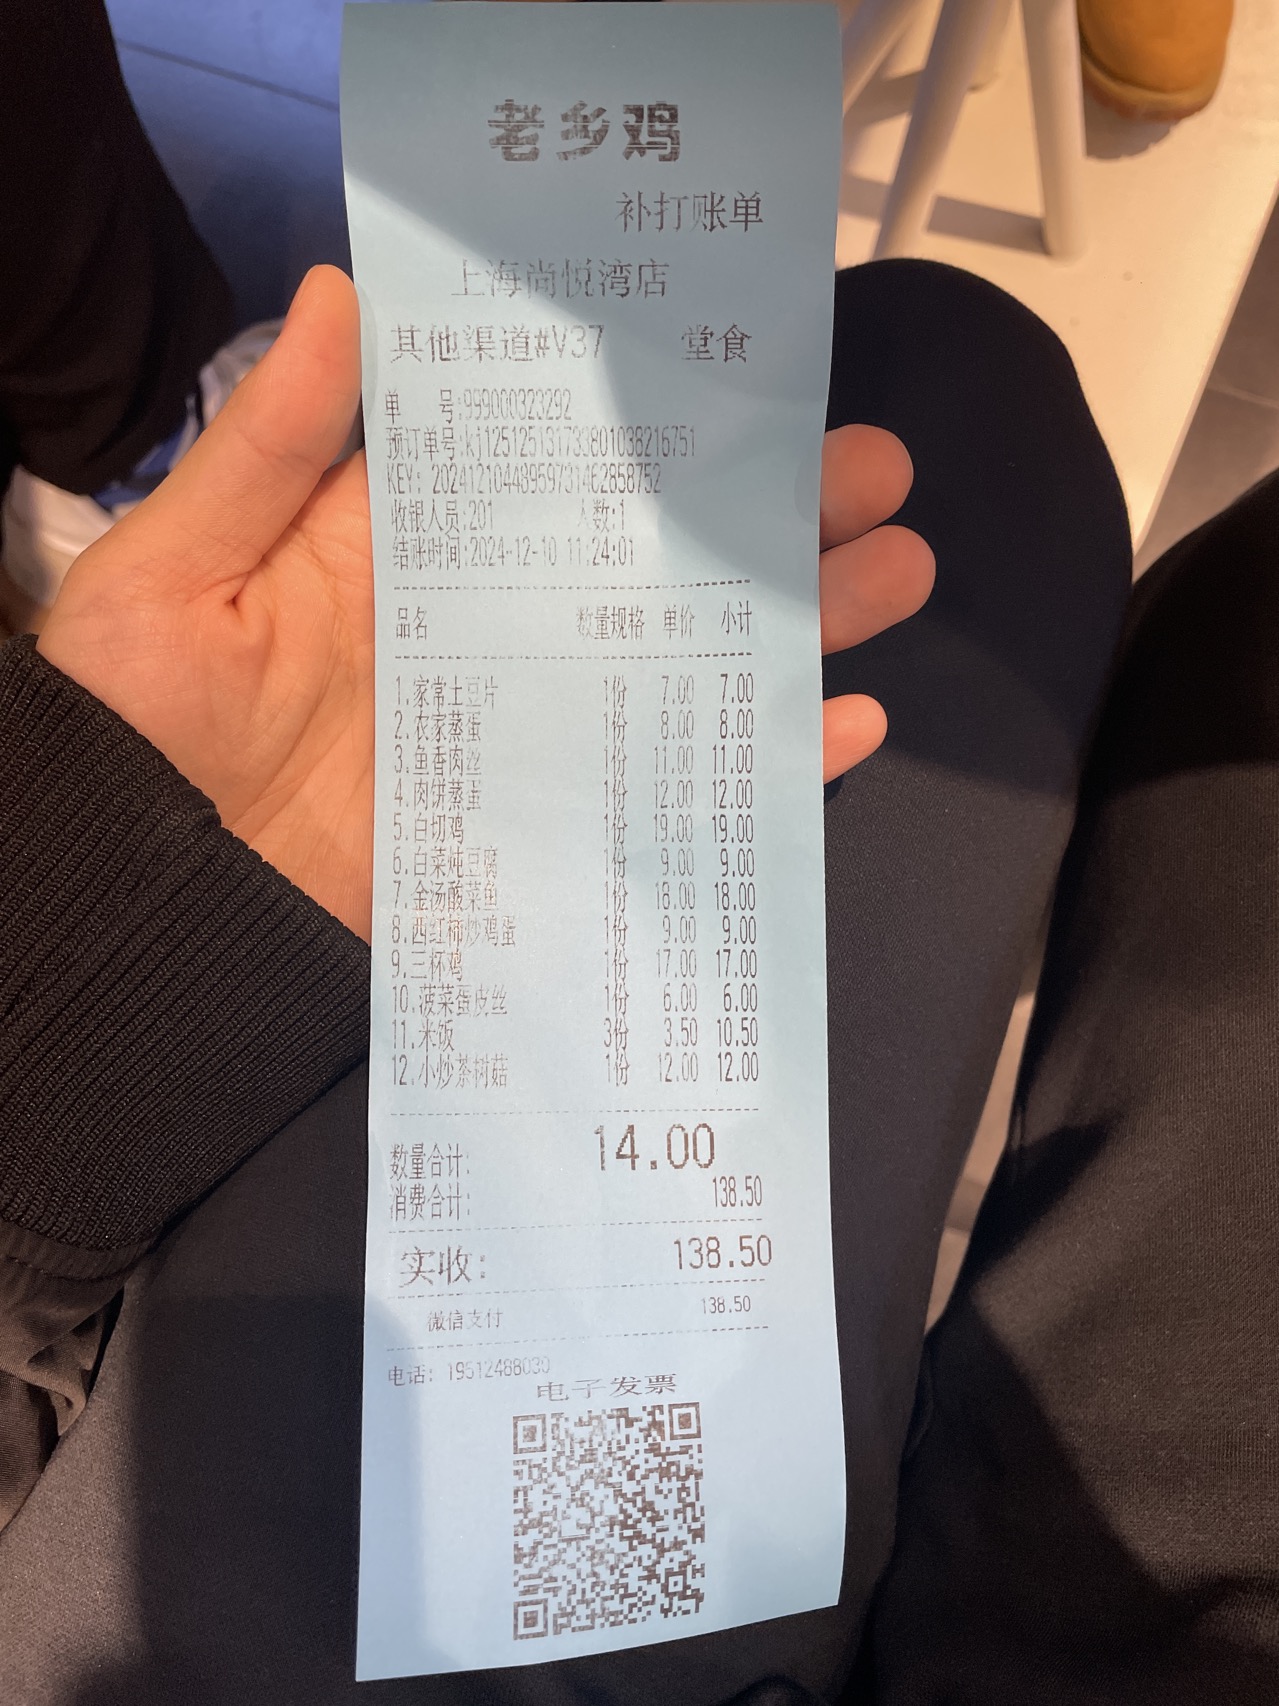 老乡鸡
补打账单
上海尚悦湾店
其他渠道#V37 堂食
单 号:999000323292
预订单号:kj125125131733801038216751
KEY: 20241210448959731462858752
收银人员:201 人数:1
结账时间:2024-12-10 11:24:01
品名 数量规格 单价 小计
1.家常土豆片 1份 7.00 7.00
2.农家蒸蛋 1份 8.00 8.00
3.鱼香肉丝 1份 11.00 11.00
4.肉饼蒸蛋 1份 12.00 12.00
5.白切鸡 1份 19.00 19.00
6.白菜炖豆腐 1份 9.00 9.00
7.金汤酸菜鱼 1份 18.00 18.00
8.西红柿炒鸡蛋 1份 9.00 9.00
9.三杯鸡 1份 17.00 17.00
10.菠菜蛋皮丝 1份 6.00 6.00
11.米饭 3份 3.50 10.50
12.小炒茶树菇 1份 12.00 12.00
数量合计: 14.00
消费合计: 138.50
实收: 138.50
微信支付 138.50
电话: 19512488030
电子发票